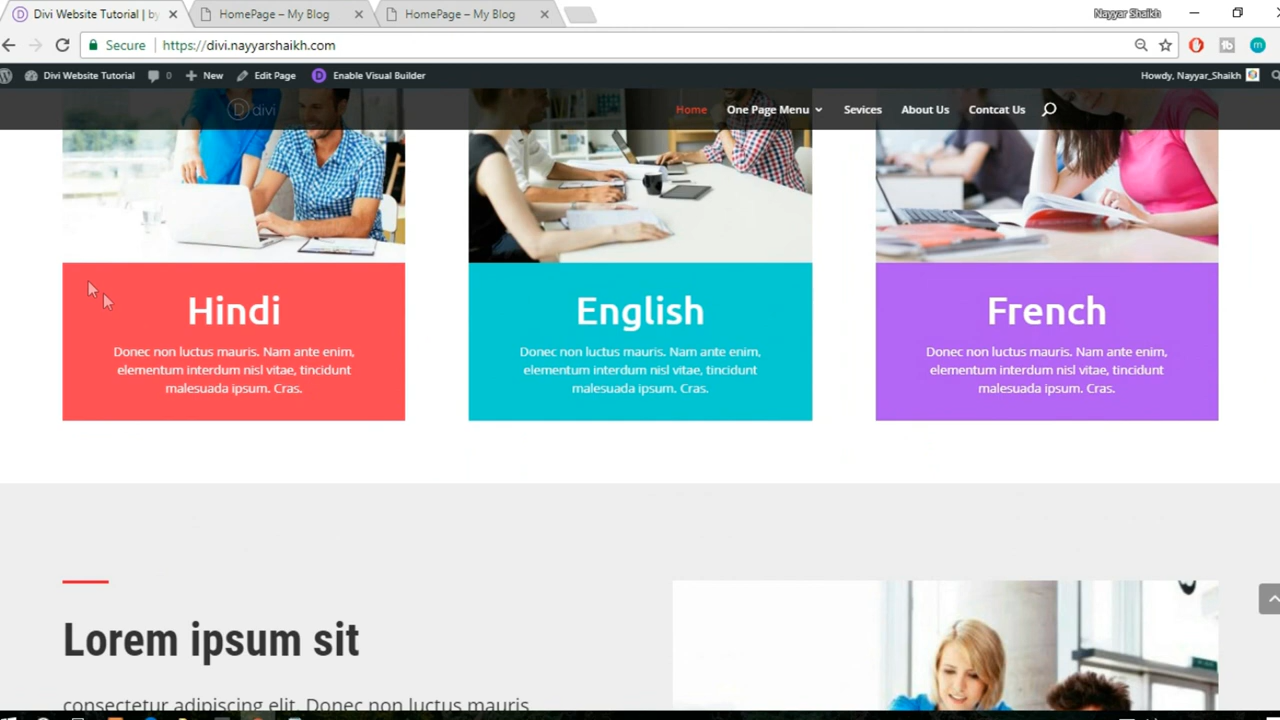 Divi Website Tutorial | by
HomePage – My Blog
HomePage – My Blog
Nayyar Shaikh
Secure
https://divi.nayyarshaikh.com
Divi Website Tutorial
0
New
Edit Page
Enable Visual Builder
Howdy, Nayyar_Shaikh
D divi
Home
One Page Menu
Sevices
About Us
Contcat Us
Hindi
Donec non luctus mauris. Nam ante enim,
elementum interdum nisl vitae, tincidunt
malesuada ipsum. Cras.
English
Donec non luctus mauris. Nam ante enim,
elementum interdum nisl vitae, tincidunt
malesuada ipsum. Cras.
French
Donec non luctus mauris. Nam ante enim,
elementum interdum nisl vitae, tincidunt
malesuada ipsum. Cras.
Lorem ipsum sit
consectetur adipiscing elit. Donec non luctus mauris